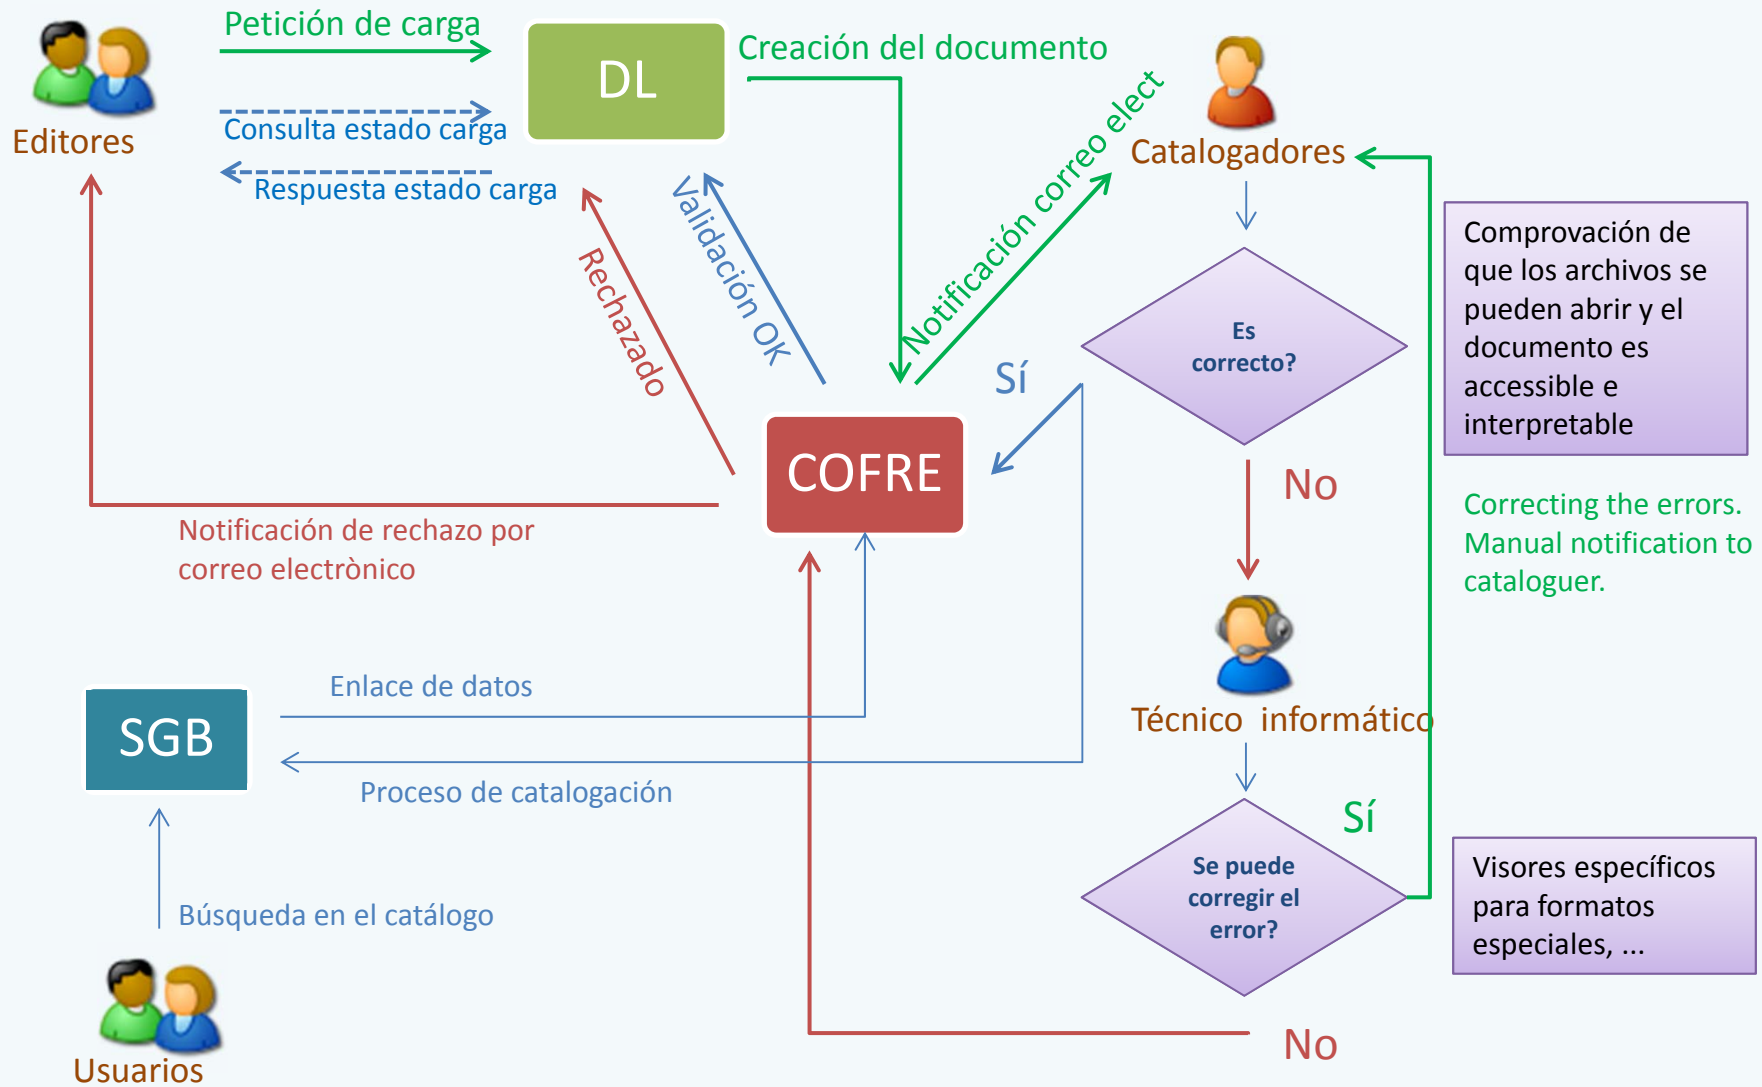 Petición de carga
DL
Creación del documento
Editores
Consulta estado carga
Respuesta estado carga
Rechazado
Validación OK
Notificación correo elect
Catalogadores
Comprovación de
que los archivos se
pueden abrir y el
documento es
accessible e
interpretable
Es
correcto?
Sí
COFRE
No
Correcting the errors.
Manual notification to
cataloguer.
Notificación de rechazo por
correo electrònico
Enlace de datos
SGB
Técnico informático
Proceso de catalogación
Sí
Se puede
corregir el
error?
Visores específicos
para formatos
especiales, ...
Búsqueda en el catálogo
No
Usuarios